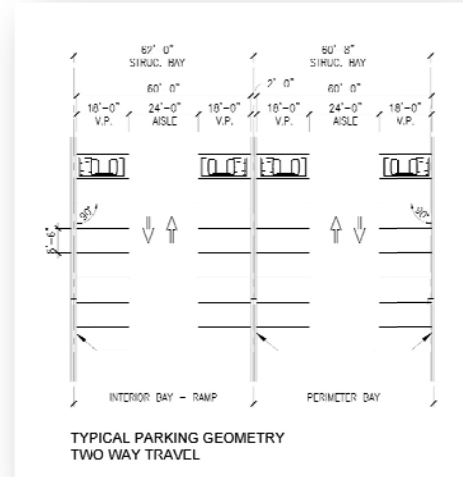 62' 0"
STRUC. BAY
60' 8"
STRUC. BAY
60' 0"
2' 0"
60' 0"
18'-0"
V.P.
24'-0"
AISLE
18'-0"
V.P.
18'-0"
V.P.
24'-0"
AISLE
18'-0"
V.P.
90°
90°
INTERIOR BAY - RAMP
PERIMETER BAY
TYPICAL PARKING GEOMETRY
TWO WAY TRAVEL